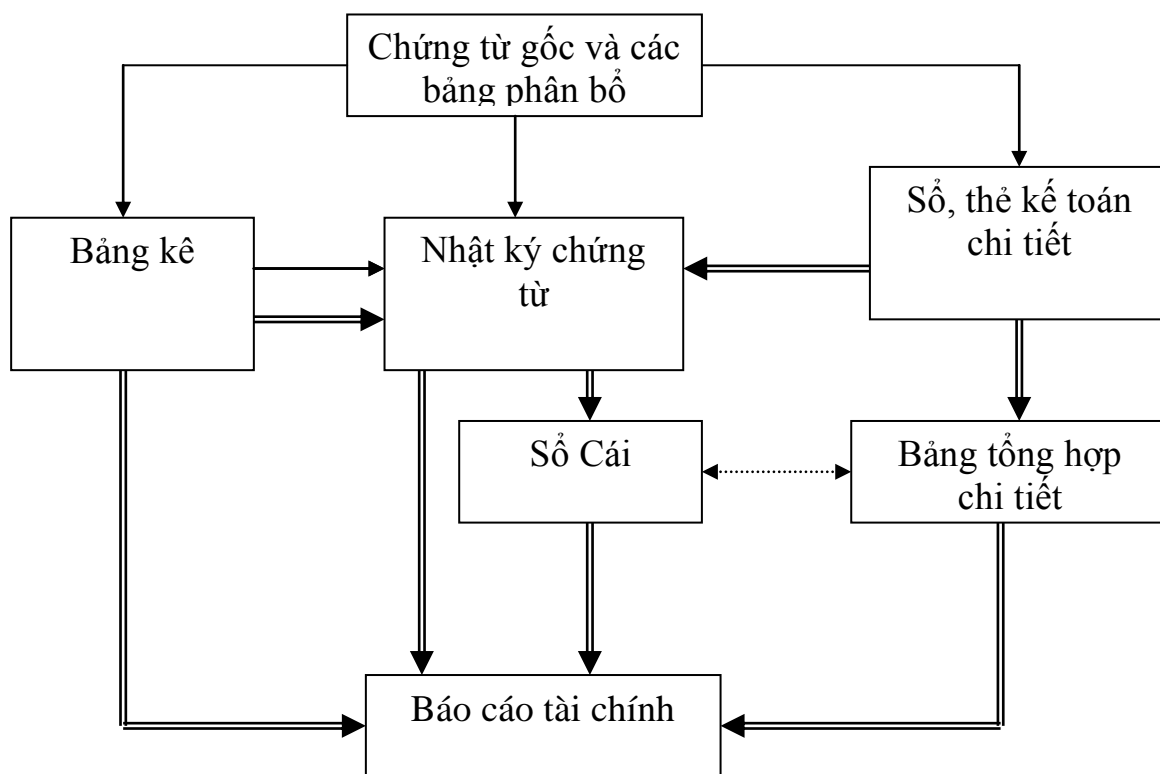 Chứng từ gốc và các
bảng phân bổ
Sổ, thẻ kế toán
chi tiết
Bảng kê
Nhật ký chứng
từ
Sổ Cái
Bảng tổng hợp
chi tiết
Báo cáo tài chính